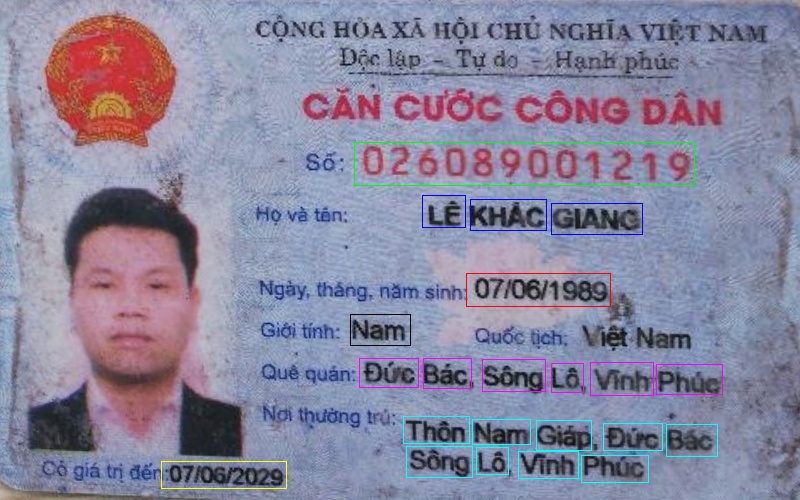 CỘNG HÒA XÃ HỘI CHỦ NGHĨA VIỆT NAM
Độc lập - Tự do - Hạnh phúc
CĂN CƯỚC CÔNG DÂN
Số: 026089001219
Họ và tên: LÊ KHẮC GIANG
Ngày, tháng, năm sinh: 07/06/1989
Giới tính: Nam Quốc tịch: Việt Nam
Quê quán: Đức Bác, Sông Lô, Vĩnh Phúc
Nơi thường trú: Thôn Nam Giáp, Đức Bác
Sông Lô, Vĩnh Phúc
Có giá trị đến: 07/06/2029